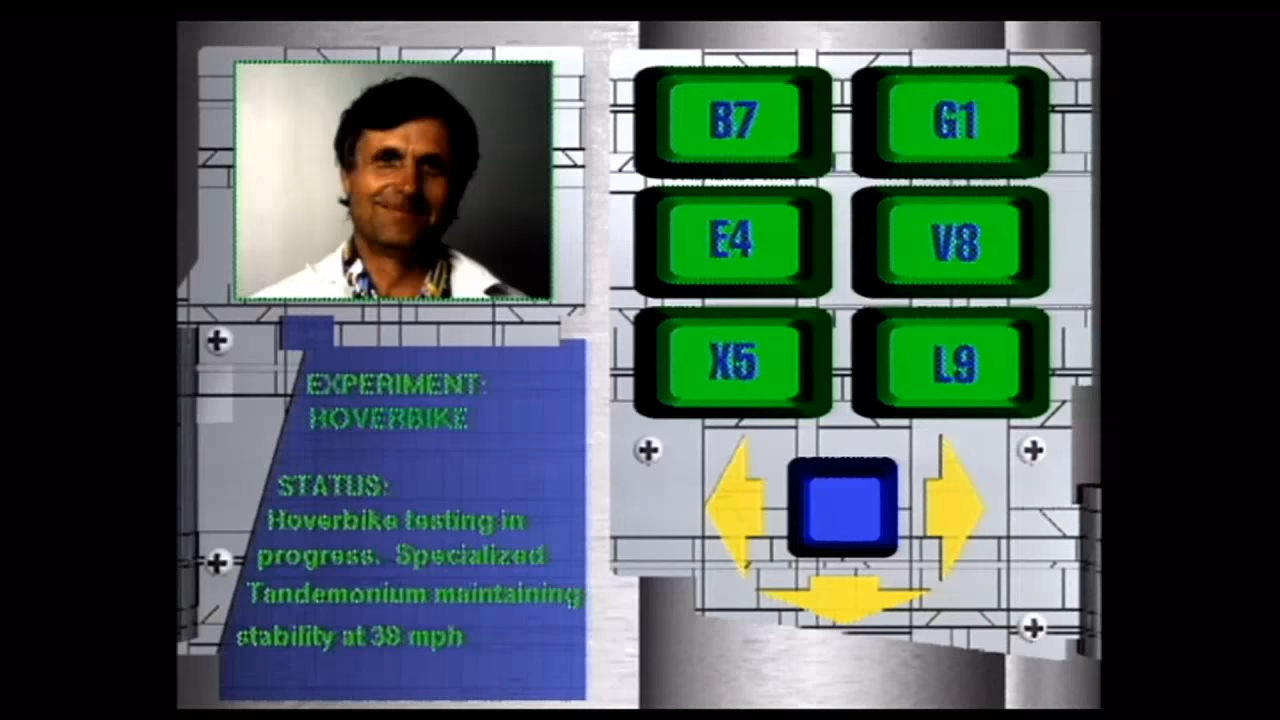 B7
G1
E4
V8
X5
L9
EXPERIMENT:
HOVERBIKE
STATUS:
Hoverbike testing in
progress. Specialized
Tandemonium maintaining
stability at 38 mph